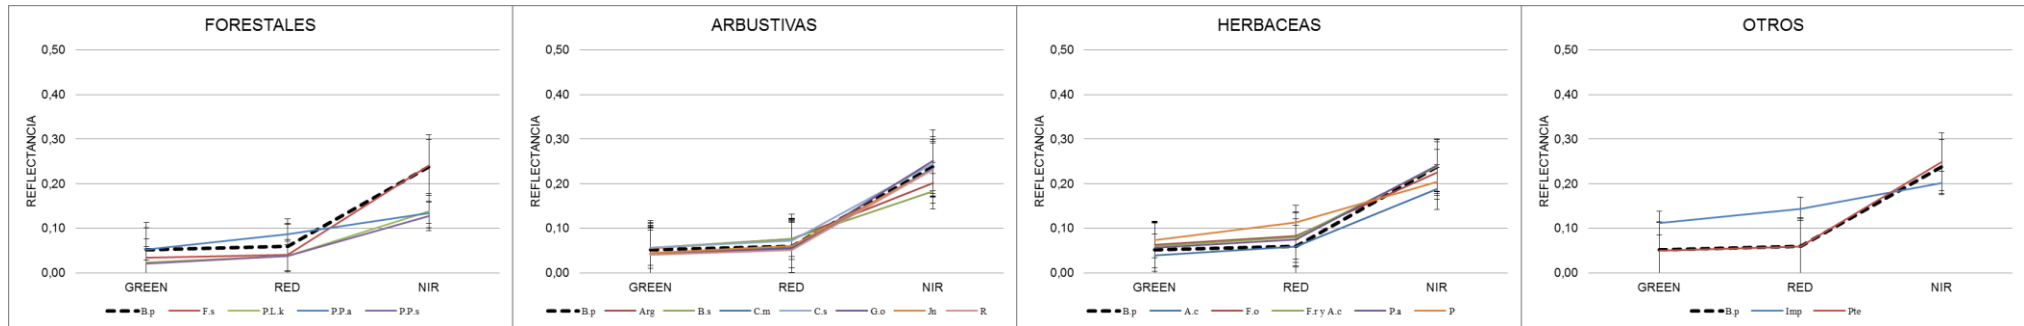 FORESTALES
REFLECTANCIA
0,50
0,40
0,30
0,20
0,10
0,00
GREEN RED NIR
B.p F.s P.L.k P.P.a P.P.s
ARBUSTIVAS
REFLECTANCIA
0,50
0,40
0,30
0,20
0,10
0,00
GREEN RED NIR
B.p Arg B.s C.m C.s G.o Jn R
HERBACEAS
REFLECTANCIA
0,50
0,40
0,30
0,20
0,10
0,00
GREEN RED NIR
B.p A.c F.o F.r y A.c P.a P
OTROS
REFLECTANCIA
0,50
0,40
0,30
0,20
0,10
0,00
GREEN RED NIR
B.p Imp Pte